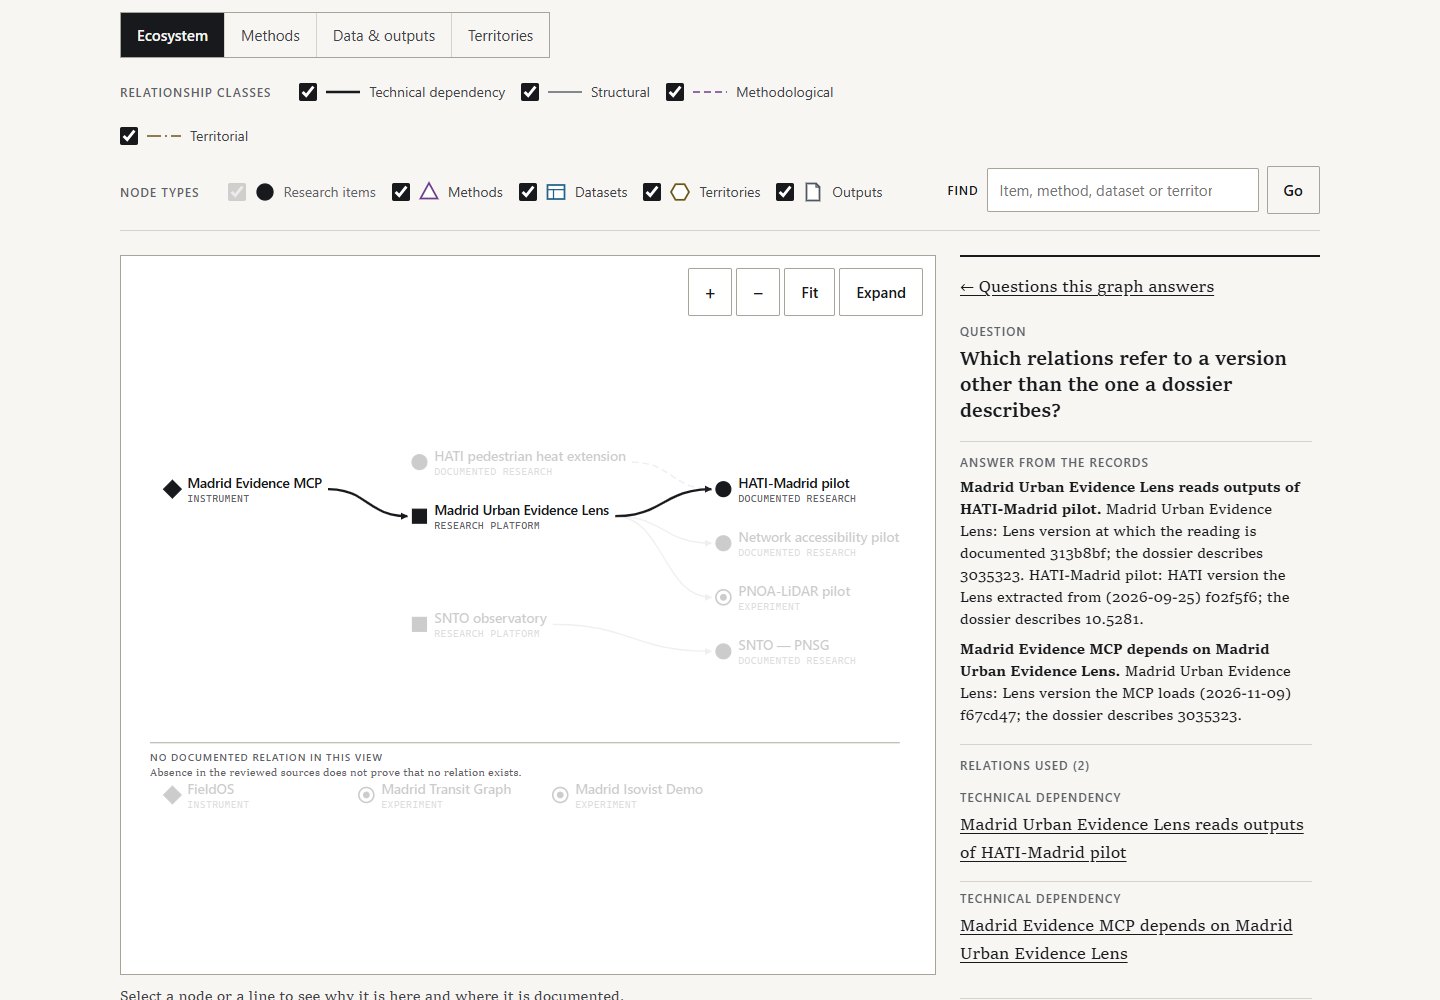 Ecosystem Methods Data & outputs Territories
RELATIONSHIP CLASSES Technical dependency Structural Methodological
Territorial
NODE TYPES Research items Methods Datasets Territories Outputs FIND Item, method, dataset or territor Go
+ − Fit Expand
HATI pedestrian heat extension
DOCUMENTED RESEARCH
Madrid Evidence MCP
INSTRUMENT
HATI-Madrid pilot
DOCUMENTED RESEARCH
Madrid Urban Evidence Lens
RESEARCH PLATFORM
Network accessibility pilot
DOCUMENTED RESEARCH
PNOA-LiDAR pilot
EXPERIMENT
SNTO observatory
RESEARCH PLATFORM
SNTO — PNSG
DOCUMENTED RESEARCH
NO DOCUMENTED RELATION IN THIS VIEW
Absence in the reviewed sources does not prove that no relation exists.
FieldOS
INSTRUMENT
Madrid Transit Graph
EXPERIMENT
Madrid Isovist Demo
EXPERIMENT
Select a node or a line to see why it is here and where it is documented.
← Questions this graph answers
QUESTION
Which relations refer to a version
other than the one a dossier
describes?
ANSWER FROM THE RECORDS
Madrid Urban Evidence Lens reads outputs of
HATI-Madrid pilot. Madrid Urban Evidence
Lens: Lens version at which the reading is
documented 313b8bf; the dossier describes
3035323. HATI-Madrid pilot: HATI version the
Lens extracted from (2026-09-25) f02f5f6; the
dossier describes 10.5281.
Madrid Evidence MCP depends on Madrid
Urban Evidence Lens. Madrid Urban Evidence
Lens: Lens version the MCP loads (2026-11-09)
f67cd47; the dossier describes 3035323.
RELATIONS USED (2)
TECHNICAL DEPENDENCY
Madrid Urban Evidence Lens reads outputs
of HATI-Madrid pilot
TECHNICAL DEPENDENCY
Madrid Evidence MCP depends on Madrid
Urban Evidence Lens